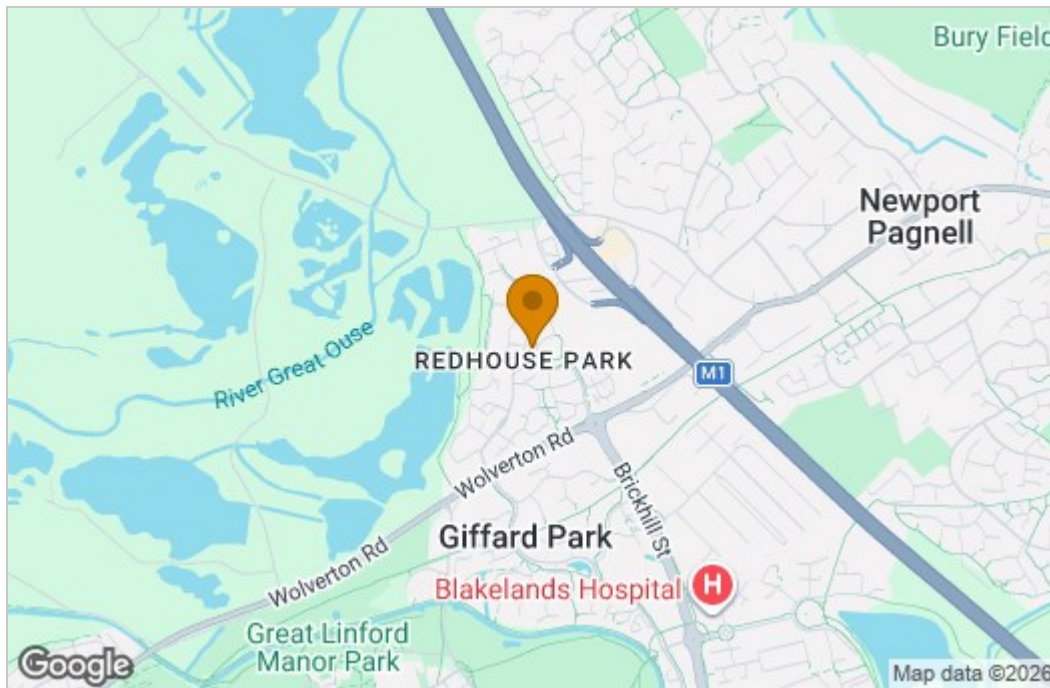 Bury Field
Newport
Pagnell
River Great Ouse
REDHOUSE PARK
M1
Wolverton Rd
Brickhill St
Giffard Park
Wolverton Rd
Blakelands Hospital
H
Great Linford
Manor Park
Google
Map data ©2026